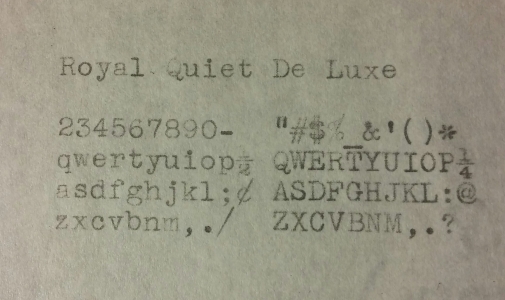 Royal Quiet De Luxe
234567890- "#$%_&'()*
qwertyuiop½ QWERTYUIOP¼
asdfghjkl;¢ ASDFGHJKL:@
zxcvbnm,./ ZXCVBNM,.?